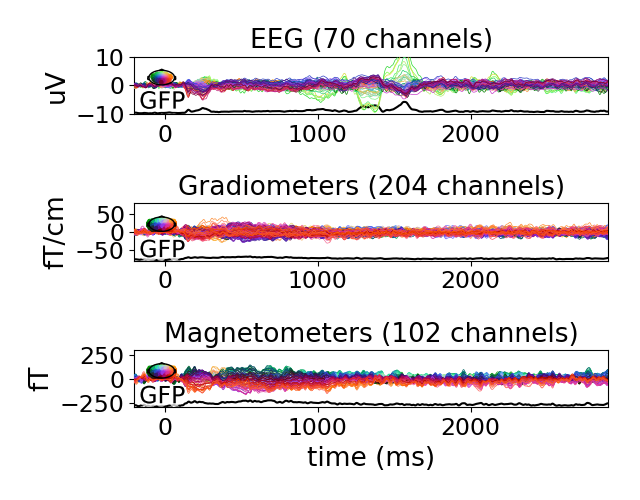 EEG (70 channels)
10
0
−10
uV
GFP
0 1000 2000
Gradiometers (204 channels)
50
0
−50
fT/cm
GFP
0 1000 2000
Magnetometers (102 channels)
250
0
−250
fT
GFP
0 1000 2000
time (ms)